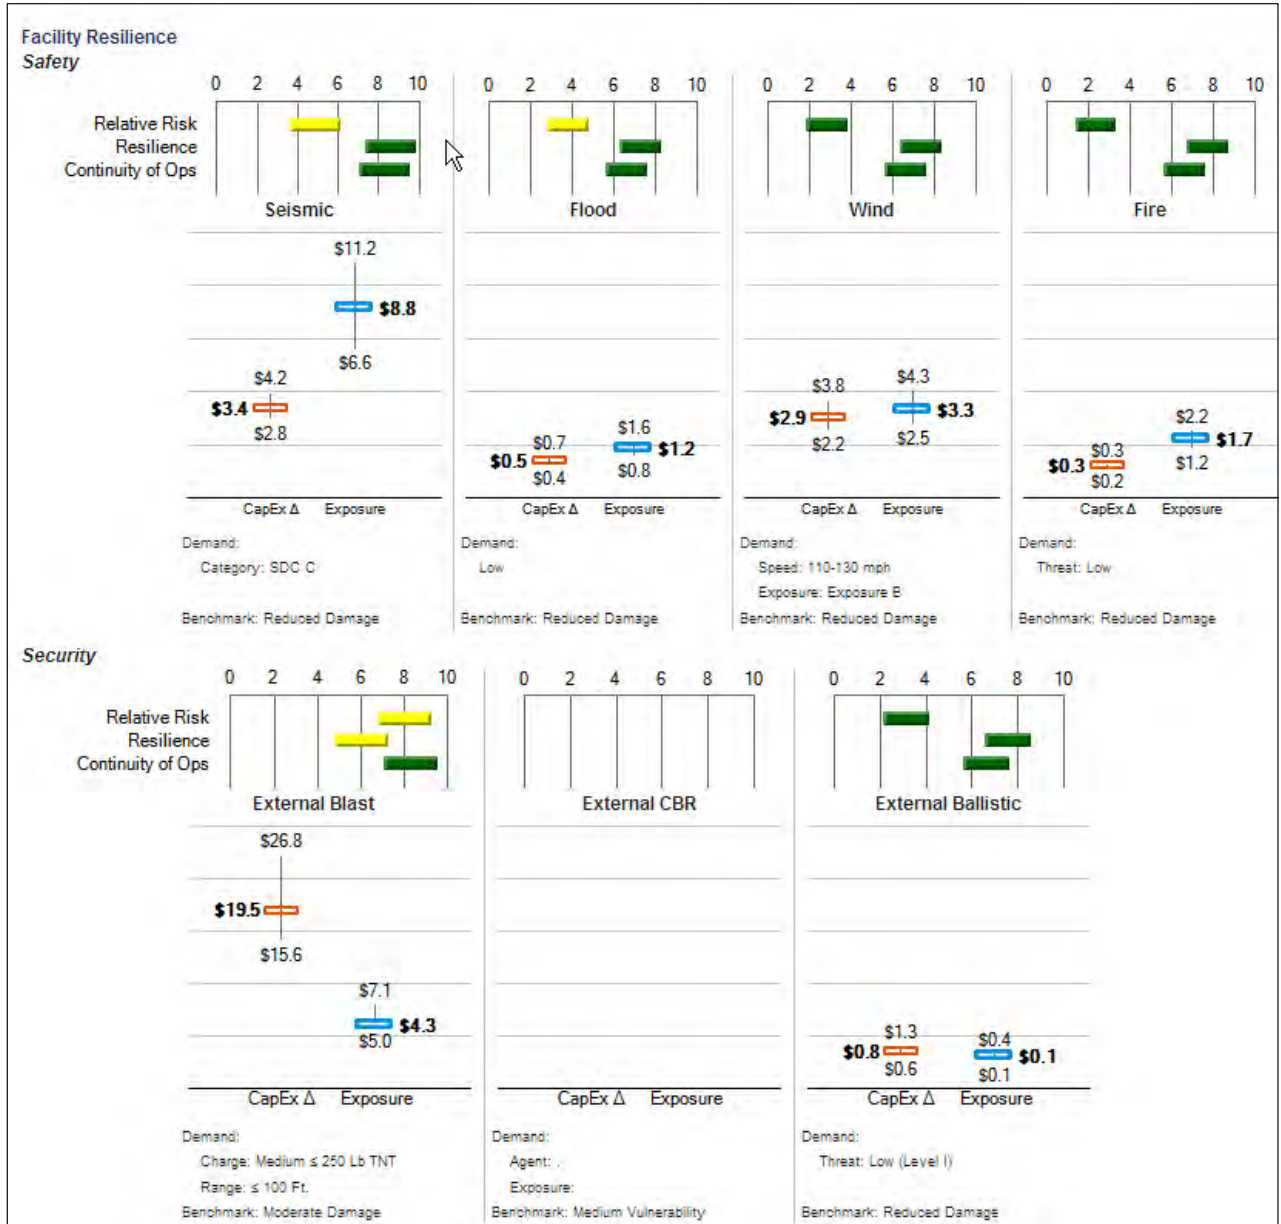 Facility Resilience
Safety
0 2 4 6 8 10 0 2 4 6 8 10 0 2 4 6 8 10 0 2 4 6 8 10
Relative Risk
Resilience
Continuity of Ops
Seismic Flood Wind Fire
$11.2
$8.8
$6.6
$4.2
$3.4
$2.8
CapEx Δ Exposure
$1.6
$0.7
$0.5 $1.2
$0.4 $0.8
CapEx Δ Exposure
$3.8 $4.3
$2.9 $3.3
$2.2 $2.5
CapEx Δ Exposure
$2.2
$0.3 $1.7
$0.3 $1.2
$0.2
CapEx Δ Exposure
Demand:
Category: SDC C
Benchmark: Reduced Damage
Demand:
Low
Benchmark: Reduced Damage
Demand:
Speed: 110-130 mph
Exposure: Exposure B
Benchmark: Reduced Damage
Demand:
Threat: Low
Benchmark: Reduced Damage
Security
0 2 4 6 8 10 0 2 4 6 8 10 0 2 4 6 8 10
Relative Risk
Resilience
Continuity of Ops
External Blast External CBR External Ballistic
$26.8
$19.5
$15.6
$7.1
$4.3
$5.0
CapEx Δ Exposure
CapEx Δ Exposure
$1.3 $0.4
$0.8 $0.1
$0.6 $0.1
CapEx Δ Exposure
Demand:
Charge: Medium ≤ 250 Lb TNT
Range: ≤ 100 Ft.
Benchmark: Moderate Damage
Demand:
Agent: .
Exposure:
Benchmark: Medium Vulnerability
Demand:
Threat: Low (Level I)
Benchmark: Reduced Damage